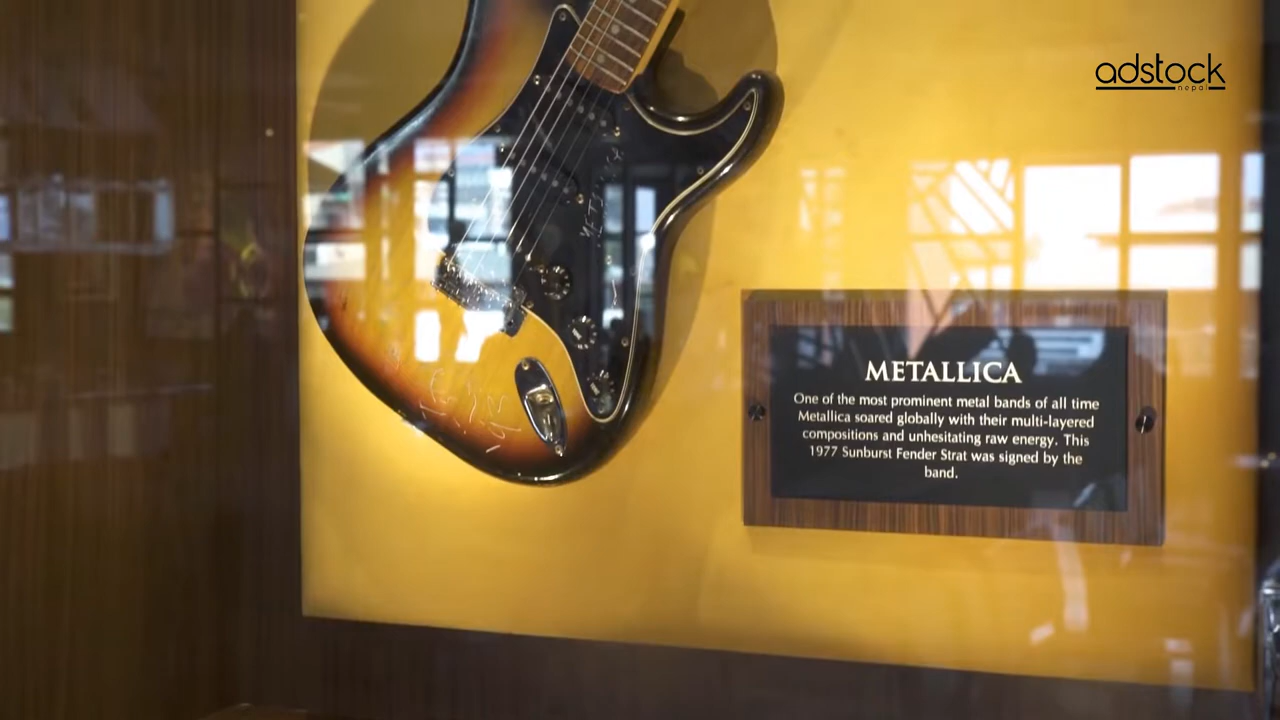 adstock
nepal
METALLICA
One of the most prominent metal bands of all time
Metallica soared globally with their multi-layered
compositions and unhesitating raw energy. This
1977 Sunburst Fender Strat was signed by the
band.